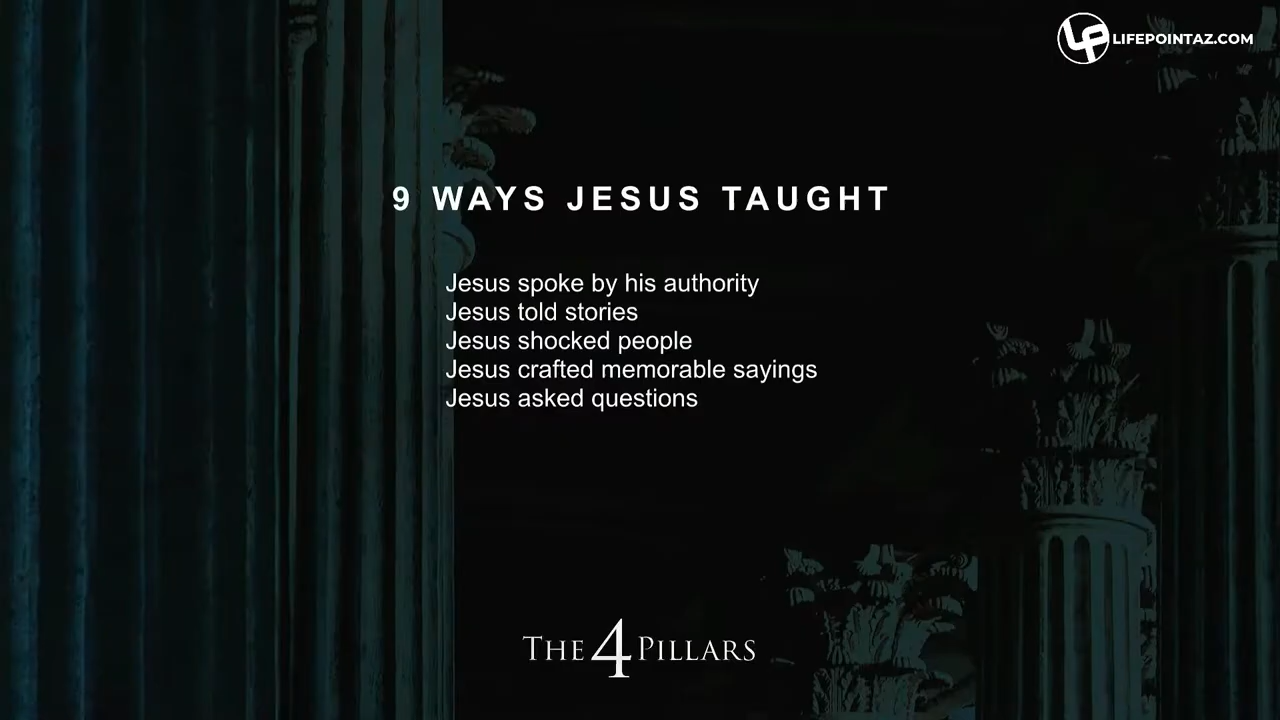 LP LIFEPOINTAZ.COM
9 WAYS JESUS TAUGHT
Jesus spoke by his authority
Jesus told stories
Jesus shocked people
Jesus crafted memorable sayings
Jesus asked questions
THE 4 PILLARS